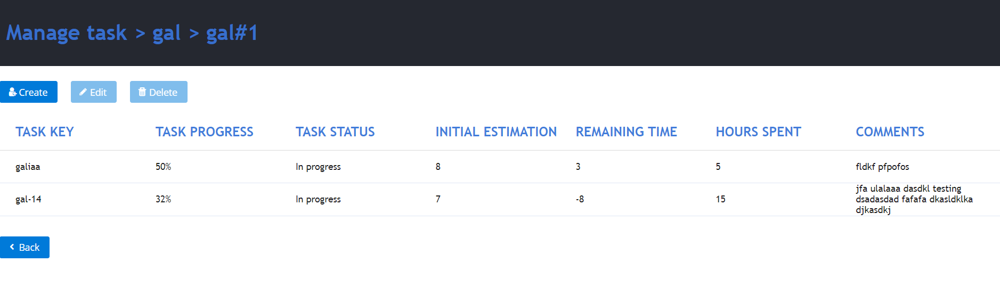 Manage task > gal > gal#1
Create Edit Delete
TASK KEY TASK PROGRESS TASK STATUS INITIAL ESTIMATION REMAINING TIME HOURS SPENT COMMENTS
galiaa 50% In progress 8 3 5 fldkf pfpofos
gal-14 32% In progress 7 -8 15 jfa ulalaaa dasdkl testing
dsadasdad fafafa dkasldklka
djkasdkj
Back